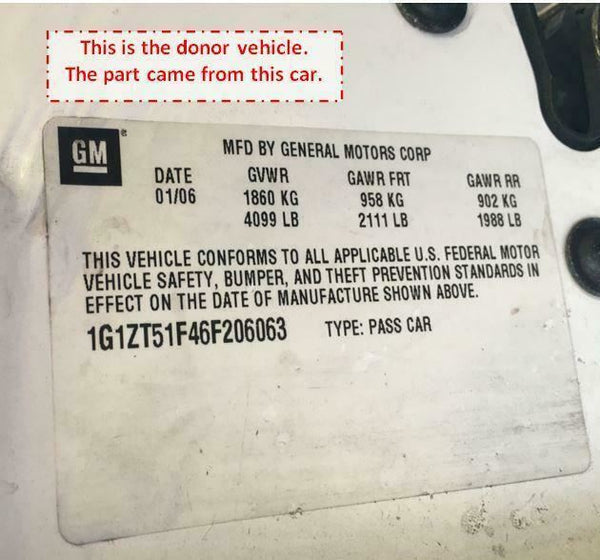 This is the donor vehicle.
The part came from this car.
GM
®
MFD BY GENERAL MOTORS CORP
DATE GVWR GAWR FRT GAWR RR
01/06 1860 KG 958 KG 902 KG
4099 LB 2111 LB 1988 LB
THIS VEHICLE CONFORMS TO ALL APPLICABLE U.S. FEDERAL MOTOR
VEHICLE SAFETY, BUMPER, AND THEFT PREVENTION STANDARDS IN
EFFECT ON THE DATE OF MANUFACTURE SHOWN ABOVE.
1G1ZT51F46F206063 TYPE: PASS CAR